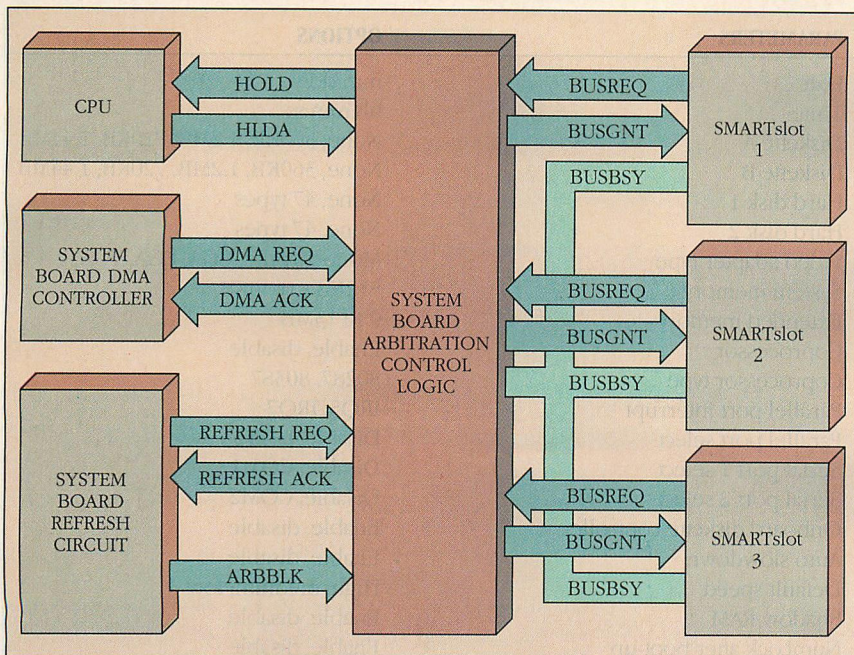 CPU
HOLD
HLDA
SYSTEM
BOARD DMA
CONTROLLER
DMA REQ
DMA ACK
SYSTEM
BOARD
REFRESH
CIRCUIT
REFRESH REQ
REFRESH ACK
ARBBLK
SYSTEM
BOARD
ARBITRATION
CONTROL
LOGIC
BUSREQ
BUSGNT
BUSBSY
SMARTslot
1
BUSREQ
BUSGNT
BUSBSY
SMARTslot
2
BUSREQ
BUSGNT
BUSBSY
SMARTslot
3